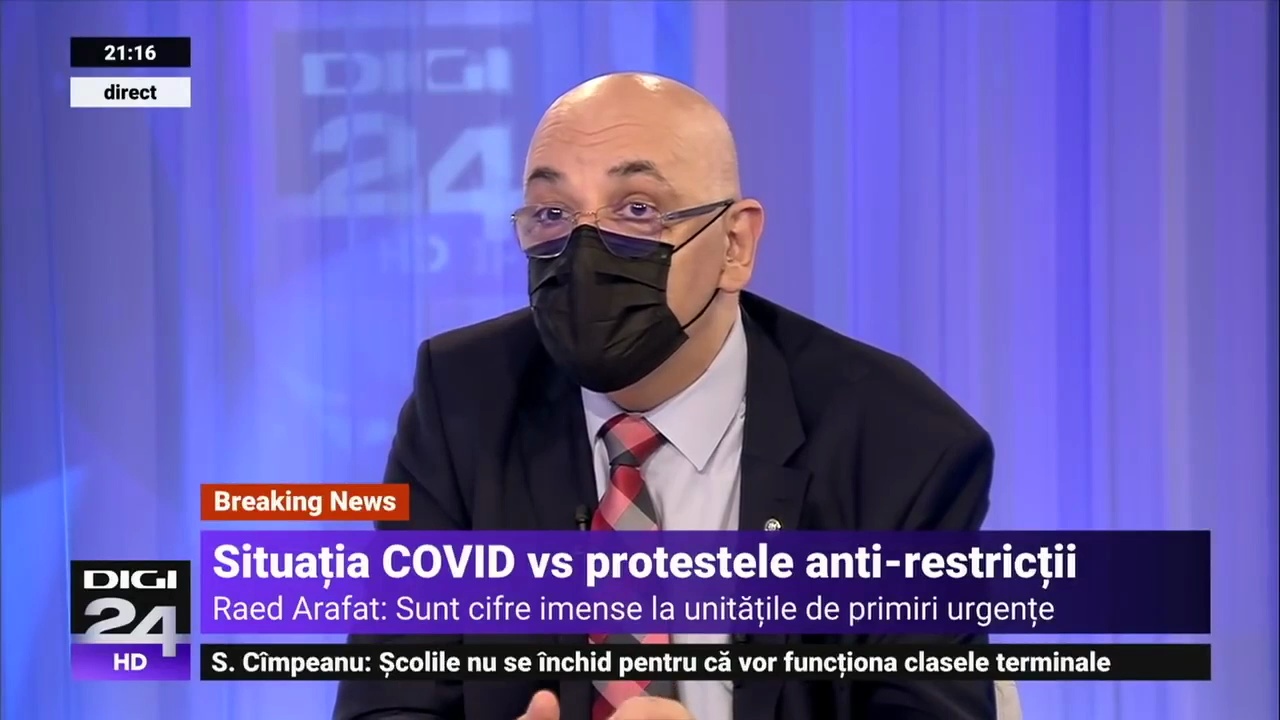 21:16
direct
DIGI
24
HD
Breaking News
Situația COVID vs protestele anti-restricții
Raed Arafat: Sunt cifre imense la unitățile de primiri urgențe
DIGI
24
HD
S. Cîmpeanu: Școlile nu se închid pentru că vor funcționa clasele terminale